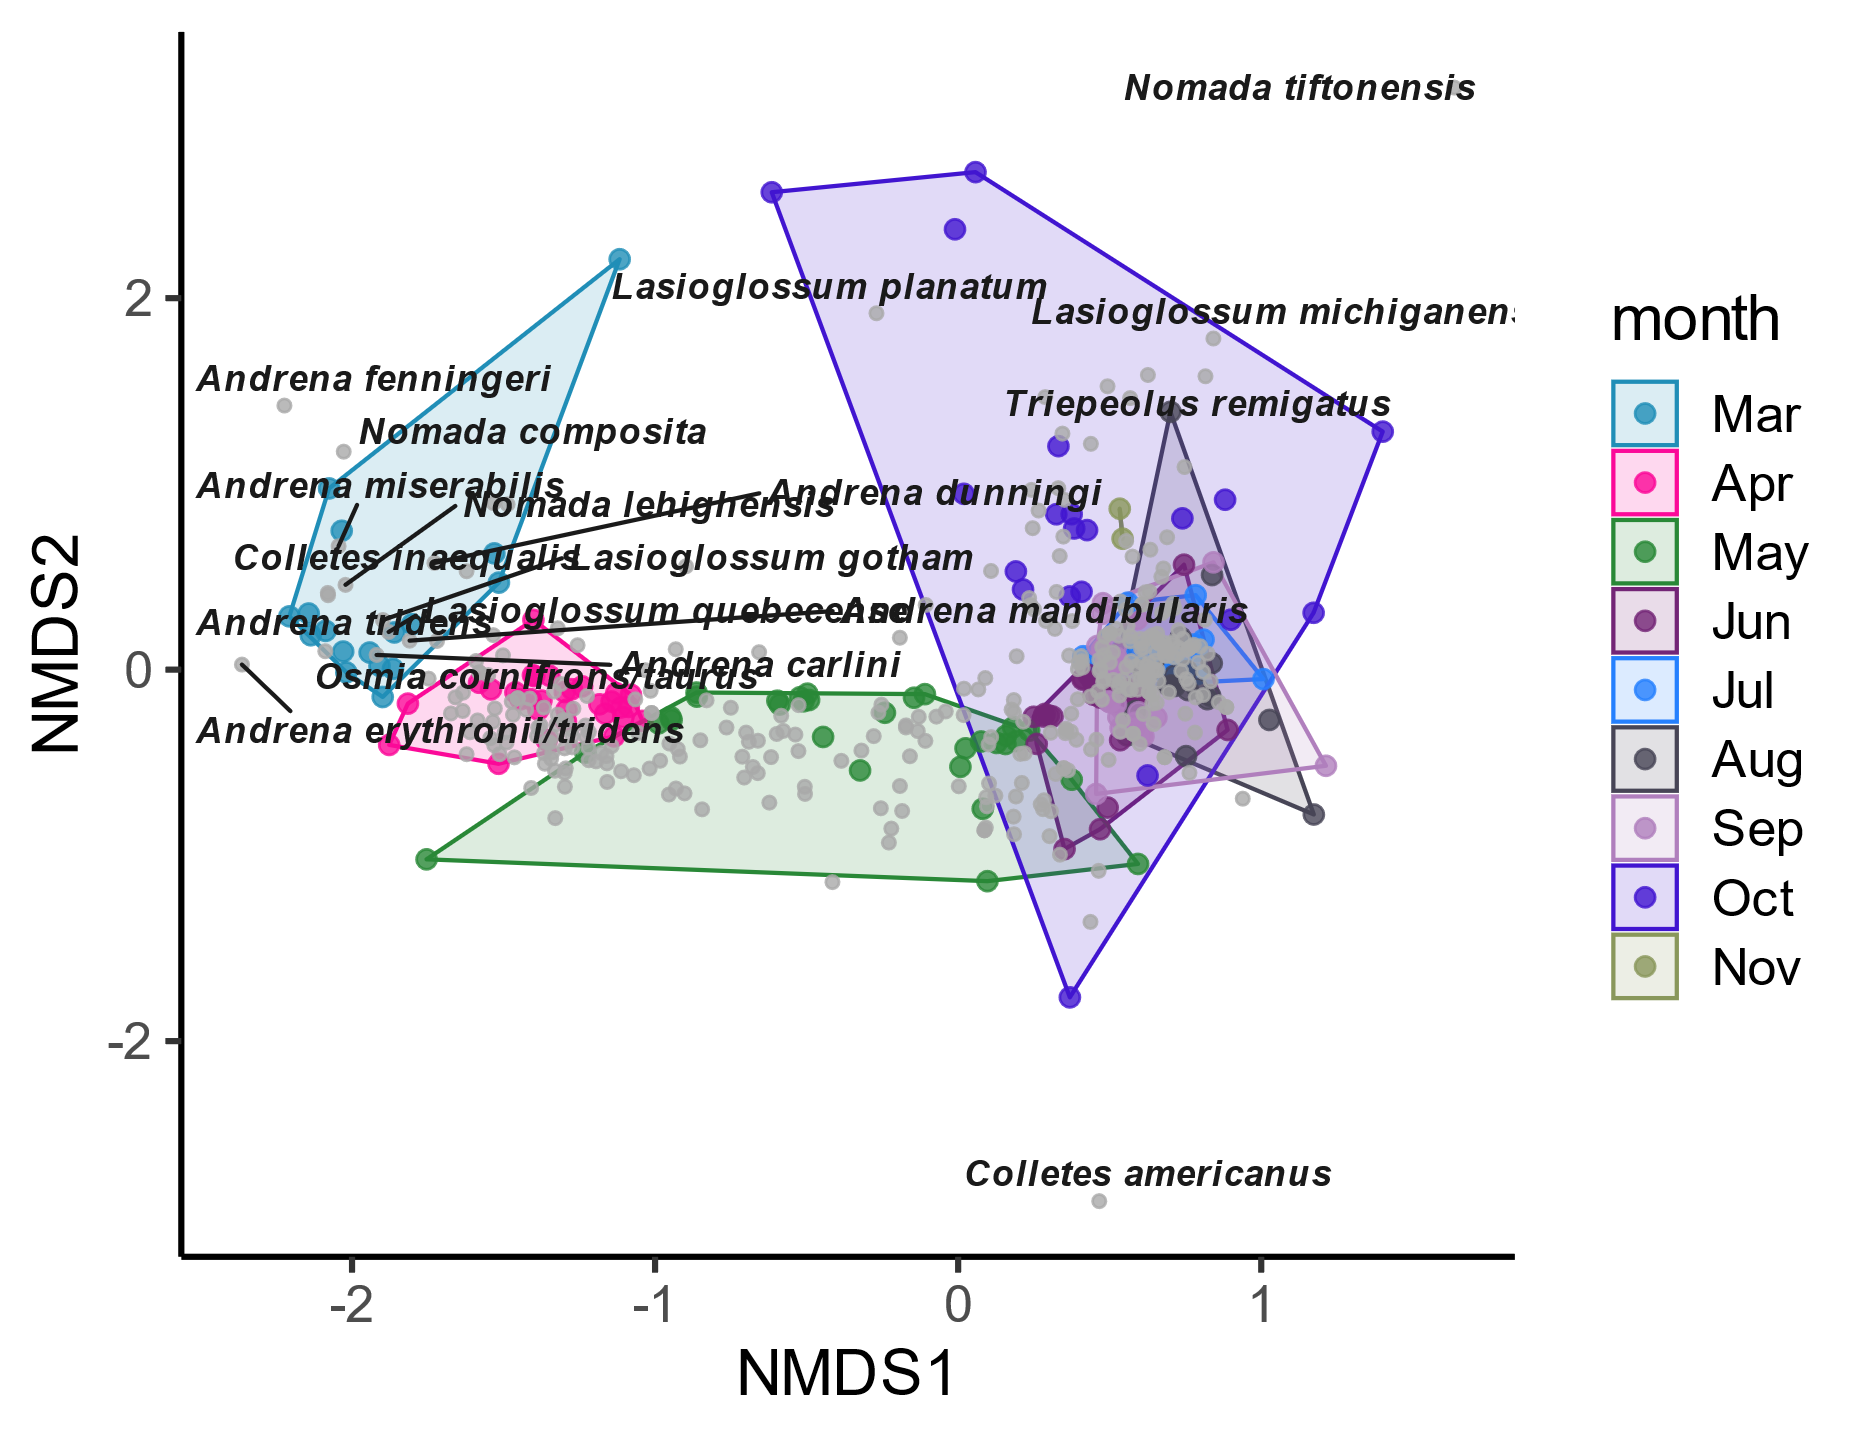 Nomada tiftonensis
Lasioglossum planatum
Lasioglossum michiganens
Andrena fenningeri
Triepeolus remigatus
Nomada composita
Andrena miserabilis
Nomada lehighensis
Andrena dunningi
Colletes inaequalis
Lasioglossum gotham
Andrena tridens
Lasioglossum quebecense
Andrena mandibularis
Andrena carlini
Osmia cornifrons/taurus
Andrena erythronii/tridens
Colletes americanus
2
0
-2
-2
-1
0
1
NMDS1
NMDS2
month
Mar
Apr
May
Jun
Jul
Aug
Sep
Oct
Nov